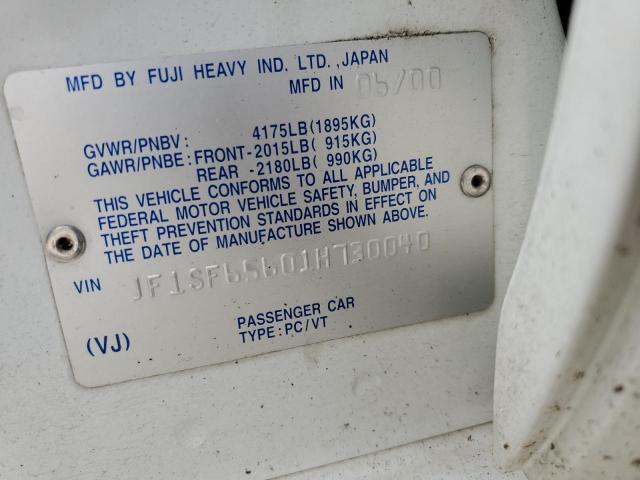 MFD BY FUJI HEAVY IND. LTD.,JAPAN
MFD IN 05/00
GVWR/PNBV: 4175LB(1895KG)
GAWR/PNBE:FRONT-2015LB( 915KG)
REAR -2180LB( 990KG)
THIS VEHICLE CONFORMS TO ALL APPLICABLE
FEDERAL MOTOR VEHICLE SAFETY, BUMPER, AND
THEFT PREVENTION STANDARDS IN EFFECT ON
THE DATE OF MANUFACTURE SHOWN ABOVE.
VIN JF1SF65601H730040
(VJ)
PASSENGER CAR
TYPE:PC/VT